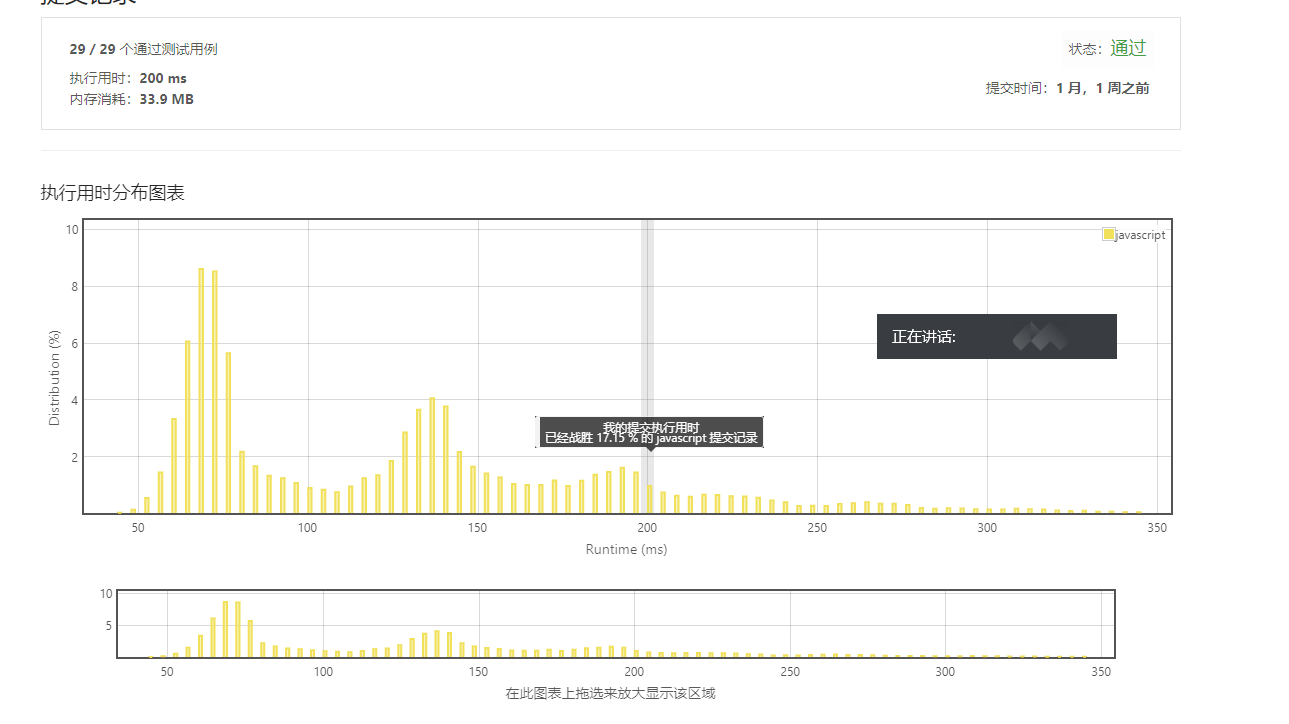 提交记录
29 / 29 个通过测试用例
状态：通过
执行用时：200 ms
内存消耗：33.9 MB
提交时间：1 月，1 周之前
执行用时分布图表
10
8
6
4
2
Distribution (%)
javascript
正在讲话:
我的提交执行用时
已经战胜 17.15 % 的 javascript 提交记录
50 100 150 200 250 300 350
Runtime (ms)
10
5
50 100 150 200 250 300 350
在此图表上拖选来放大显示该区域